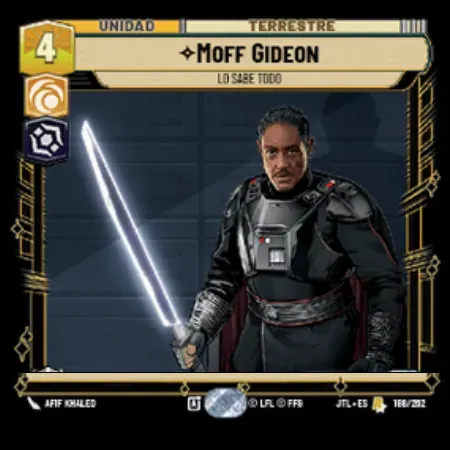 UNIDAD
TERRESTRE
4
MOFF GIDEON
LO SABE TODO
AFIF KHALED
LFL FFG
JTL • ES
188/262